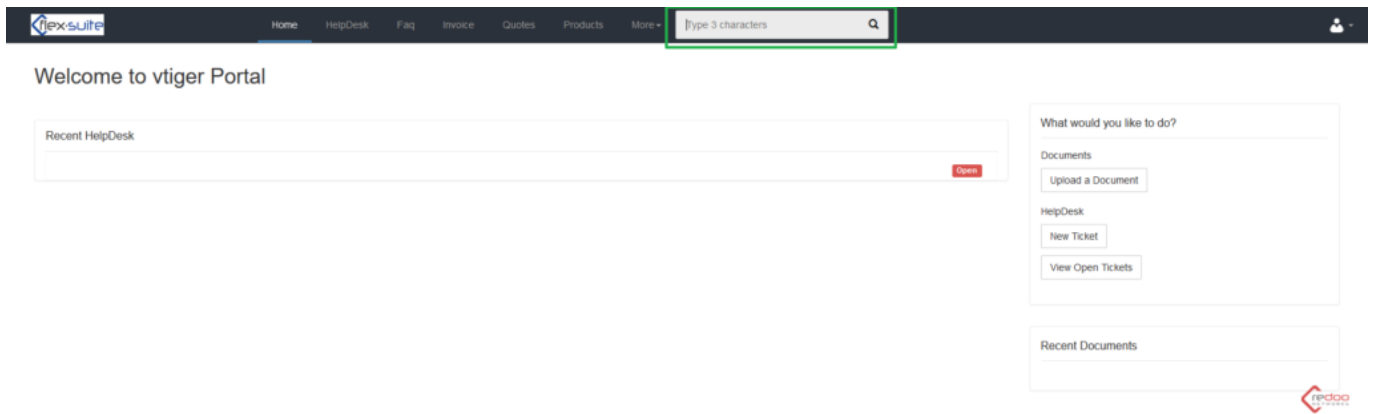 flex-suite Home HelpDesk Faq Invoice Quotes Products More Type 3 characters
Welcome to vtiger Portal
Recent HelpDesk
Open
What would you like to do?
Documents
Upload a Document
HelpDesk
New Ticket
View Open Tickets
Recent Documents
redoo
NETWORKS